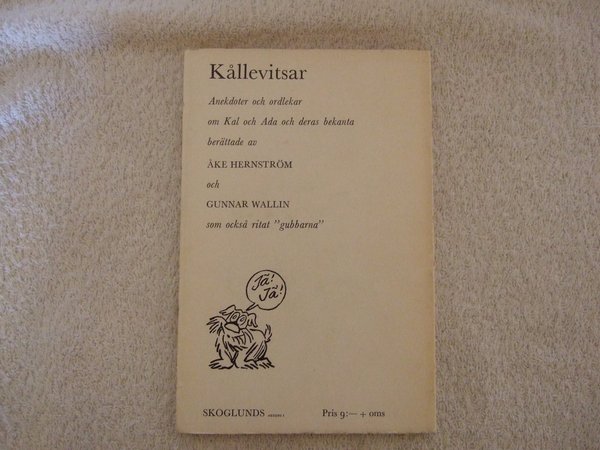 Kållevitsar
Anekdoter och ordlekar
om Kal och Ada och deras bekanta
berättade av
ÅKE HERNSTRÖM
och
GUNNAR WALLIN
som också ritat "gubbarna"
Jä!
Jä!
SKOGLUNDS
Pris 9:— + oms